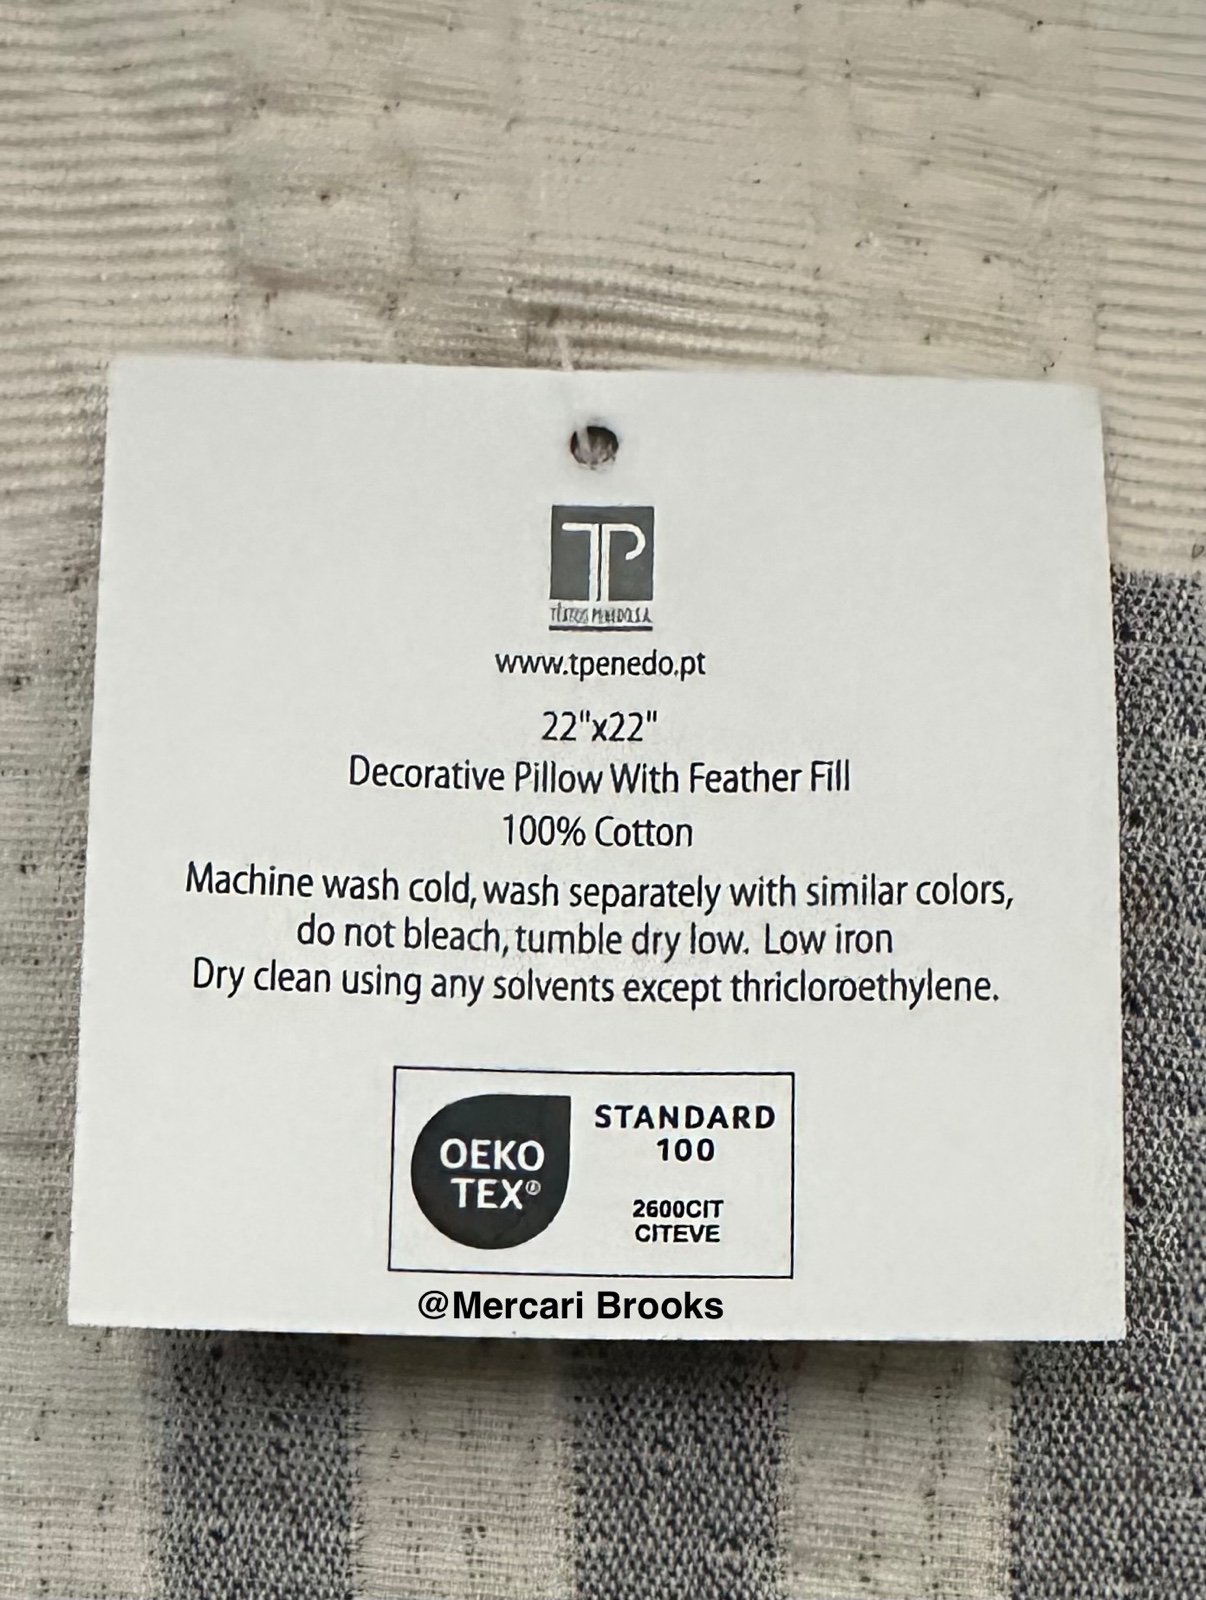 TP
www.tpenedo.pt
22"x22"
Decorative Pillow With Feather Fill
100% Cotton
Machine wash cold, wash separately with similar colors,
do not bleach, tumble dry low. Low iron
Dry clean using any solvents except thricloroethylene.
OEKO
TEX®
STANDARD
100
2600CIT
CITEVE
@Mercari Brooks